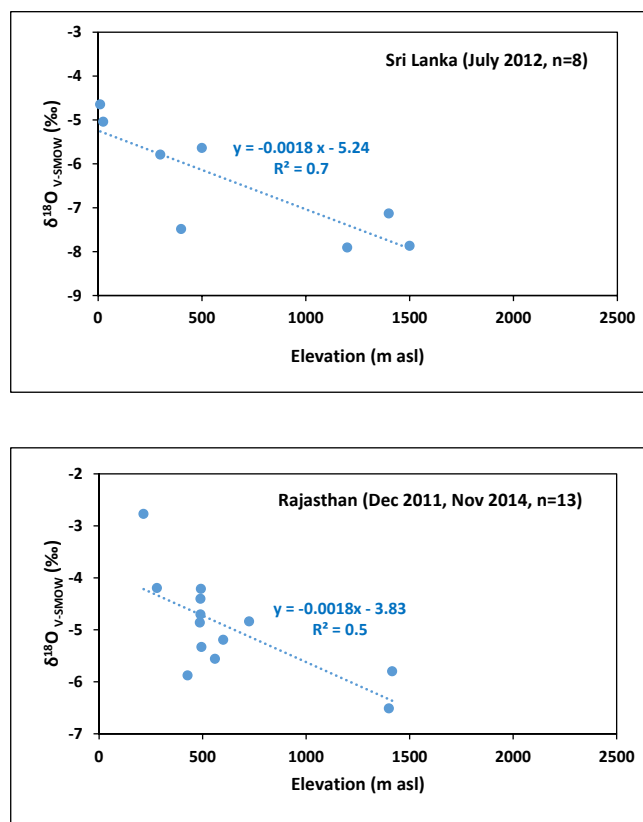 Sri Lanka (July 2012, n=8)
-3
-4
-5
-6
-7
-8
-9
δ¹⁸O V-SMOW (‰)
y = -0.0018 x - 5.24
R² = 0.7
0 500 1000 1500 2000 2500
Elevation (m asl)
Rajasthan (Dec 2011, Nov 2014, n=13)
-2
-3
-4
-5
-6
-7
δ¹⁸O V-SMOW (‰)
y = -0.0018x - 3.83
R² = 0.5
0 500 1000 1500 2000 2500
Elevation (m asl)